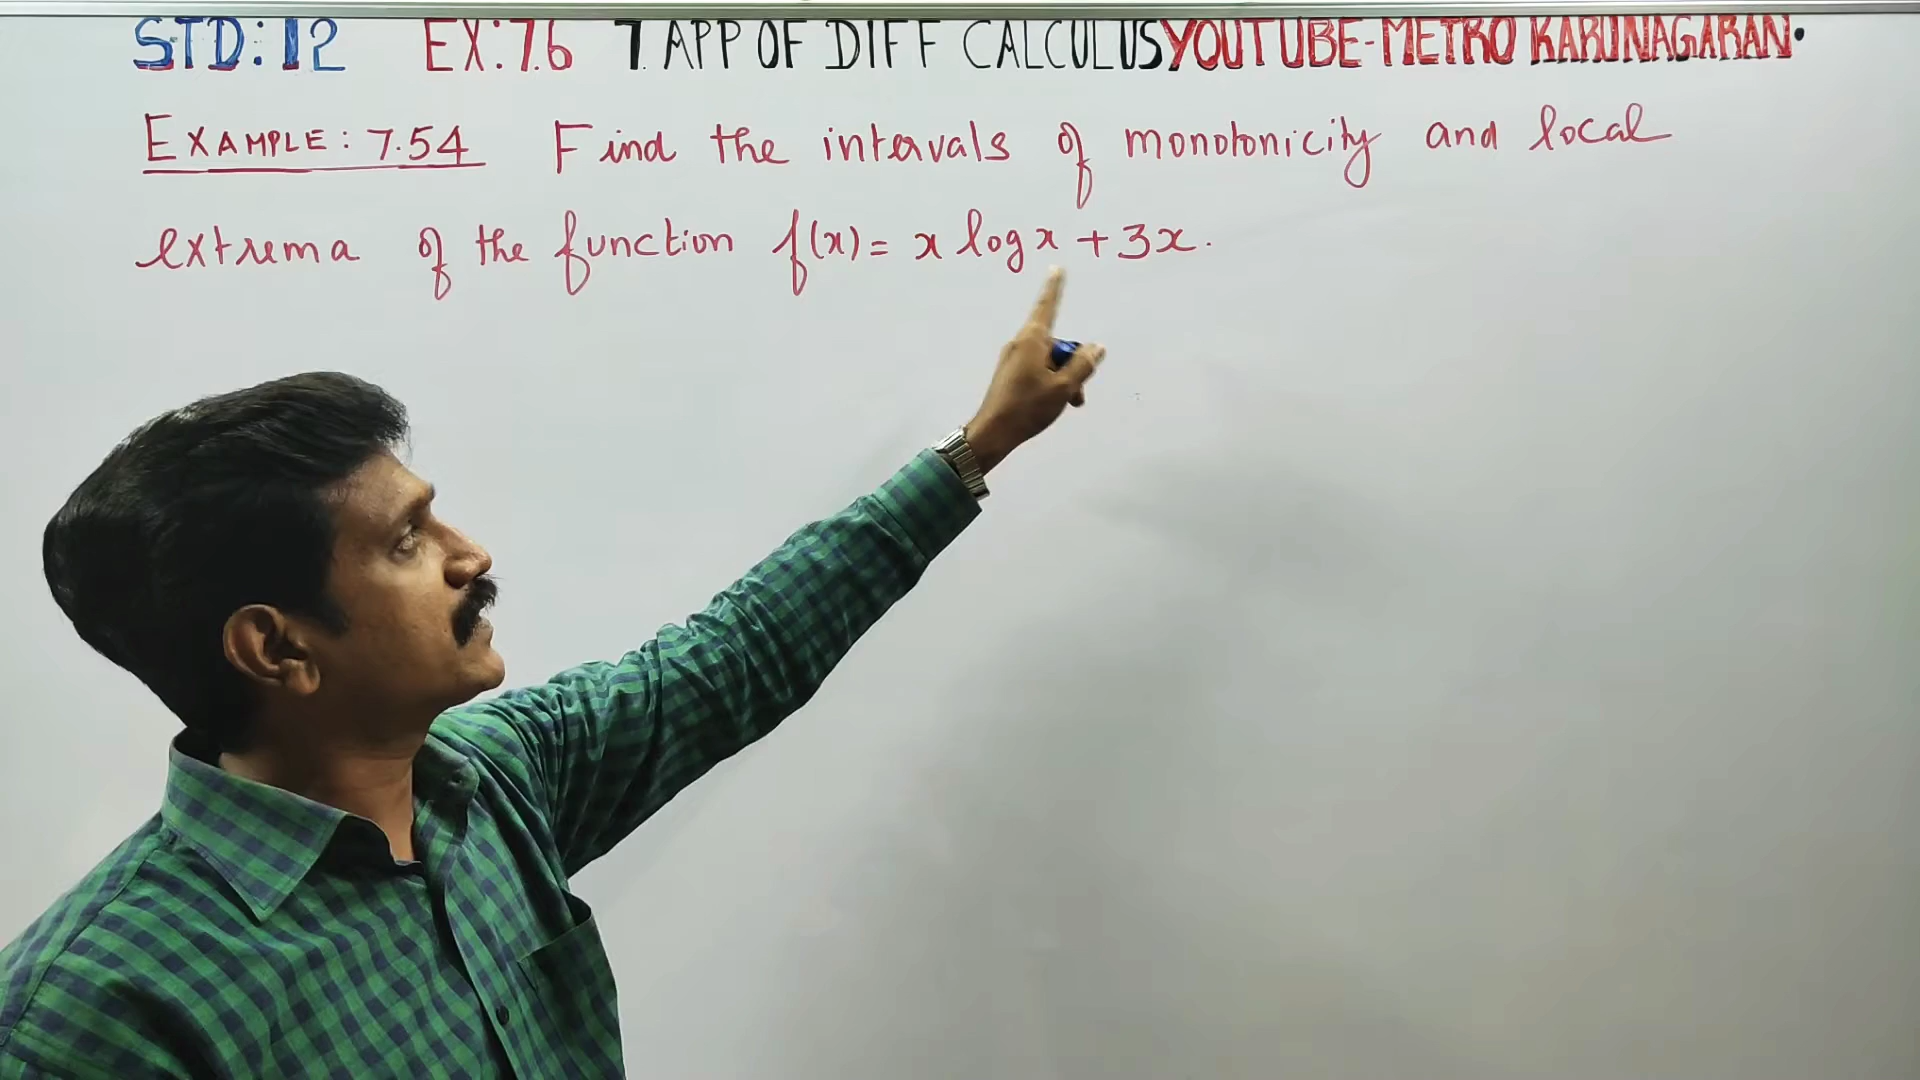 STD:12 EX:7.6 7. APP OF DIFF CALCULUS YOUTUBE-METRO KARUNAGARAN.
EXAMPLE: 7.54 Find the intervals of monotonicity and local
extrema of the function f(x)= x log x + 3x.